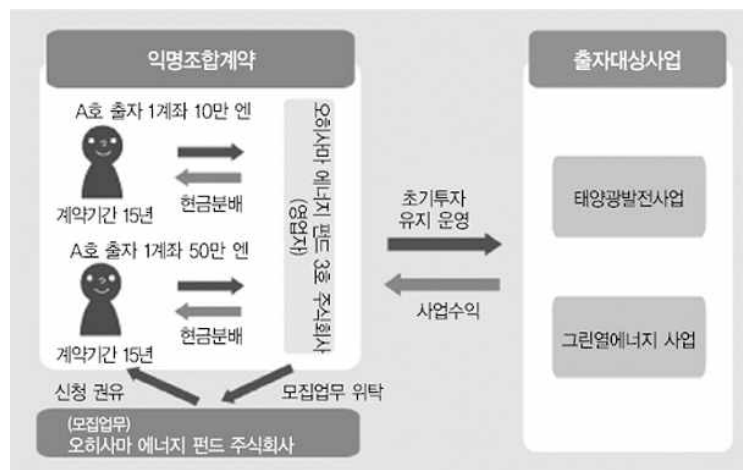 익명조합계약
A호 출자 1계좌 10만 엔
현금분배
계약기간 15년
A호 출자 1계좌 50만 엔
현금분배
계약기간 15년
오히사마 에너지 펀드 3호 주식회사
(영업자)
신청 권유
모집업무 위탁
(모집업무)
오히사마 에너지 펀드 주식회사
초기투자
유지 운영
사업수익
출자대상사업
태양광발전사업
그린열에너지 사업